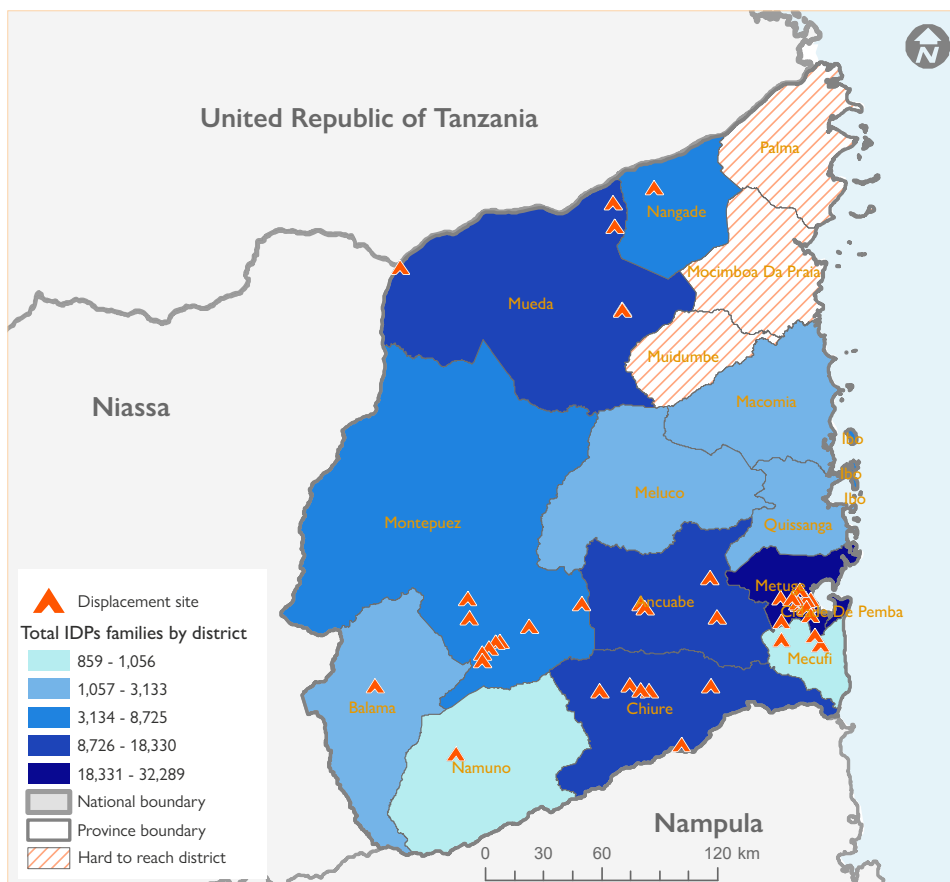 N
United Republic of Tanzania
Palma
Nangade
Mocimboa Da Praia
Mueda
Muidumbe
Niassa
Macomia
Ibo
Ibo
Meluco
Ibo
Montepuez
Quissanga
Metuge
Ancuabe
Cidade De Pemba
Mecufi
Balama
Chiure
Namuno
Nampula
Displacement site
Total IDPs families by district
859 - 1,056
1,057 - 3,133
3,134 - 8,725
8,726 - 18,330
18,331 - 32,289
National boundary
Province boundary
Hard to reach district
0 30 60 120 km